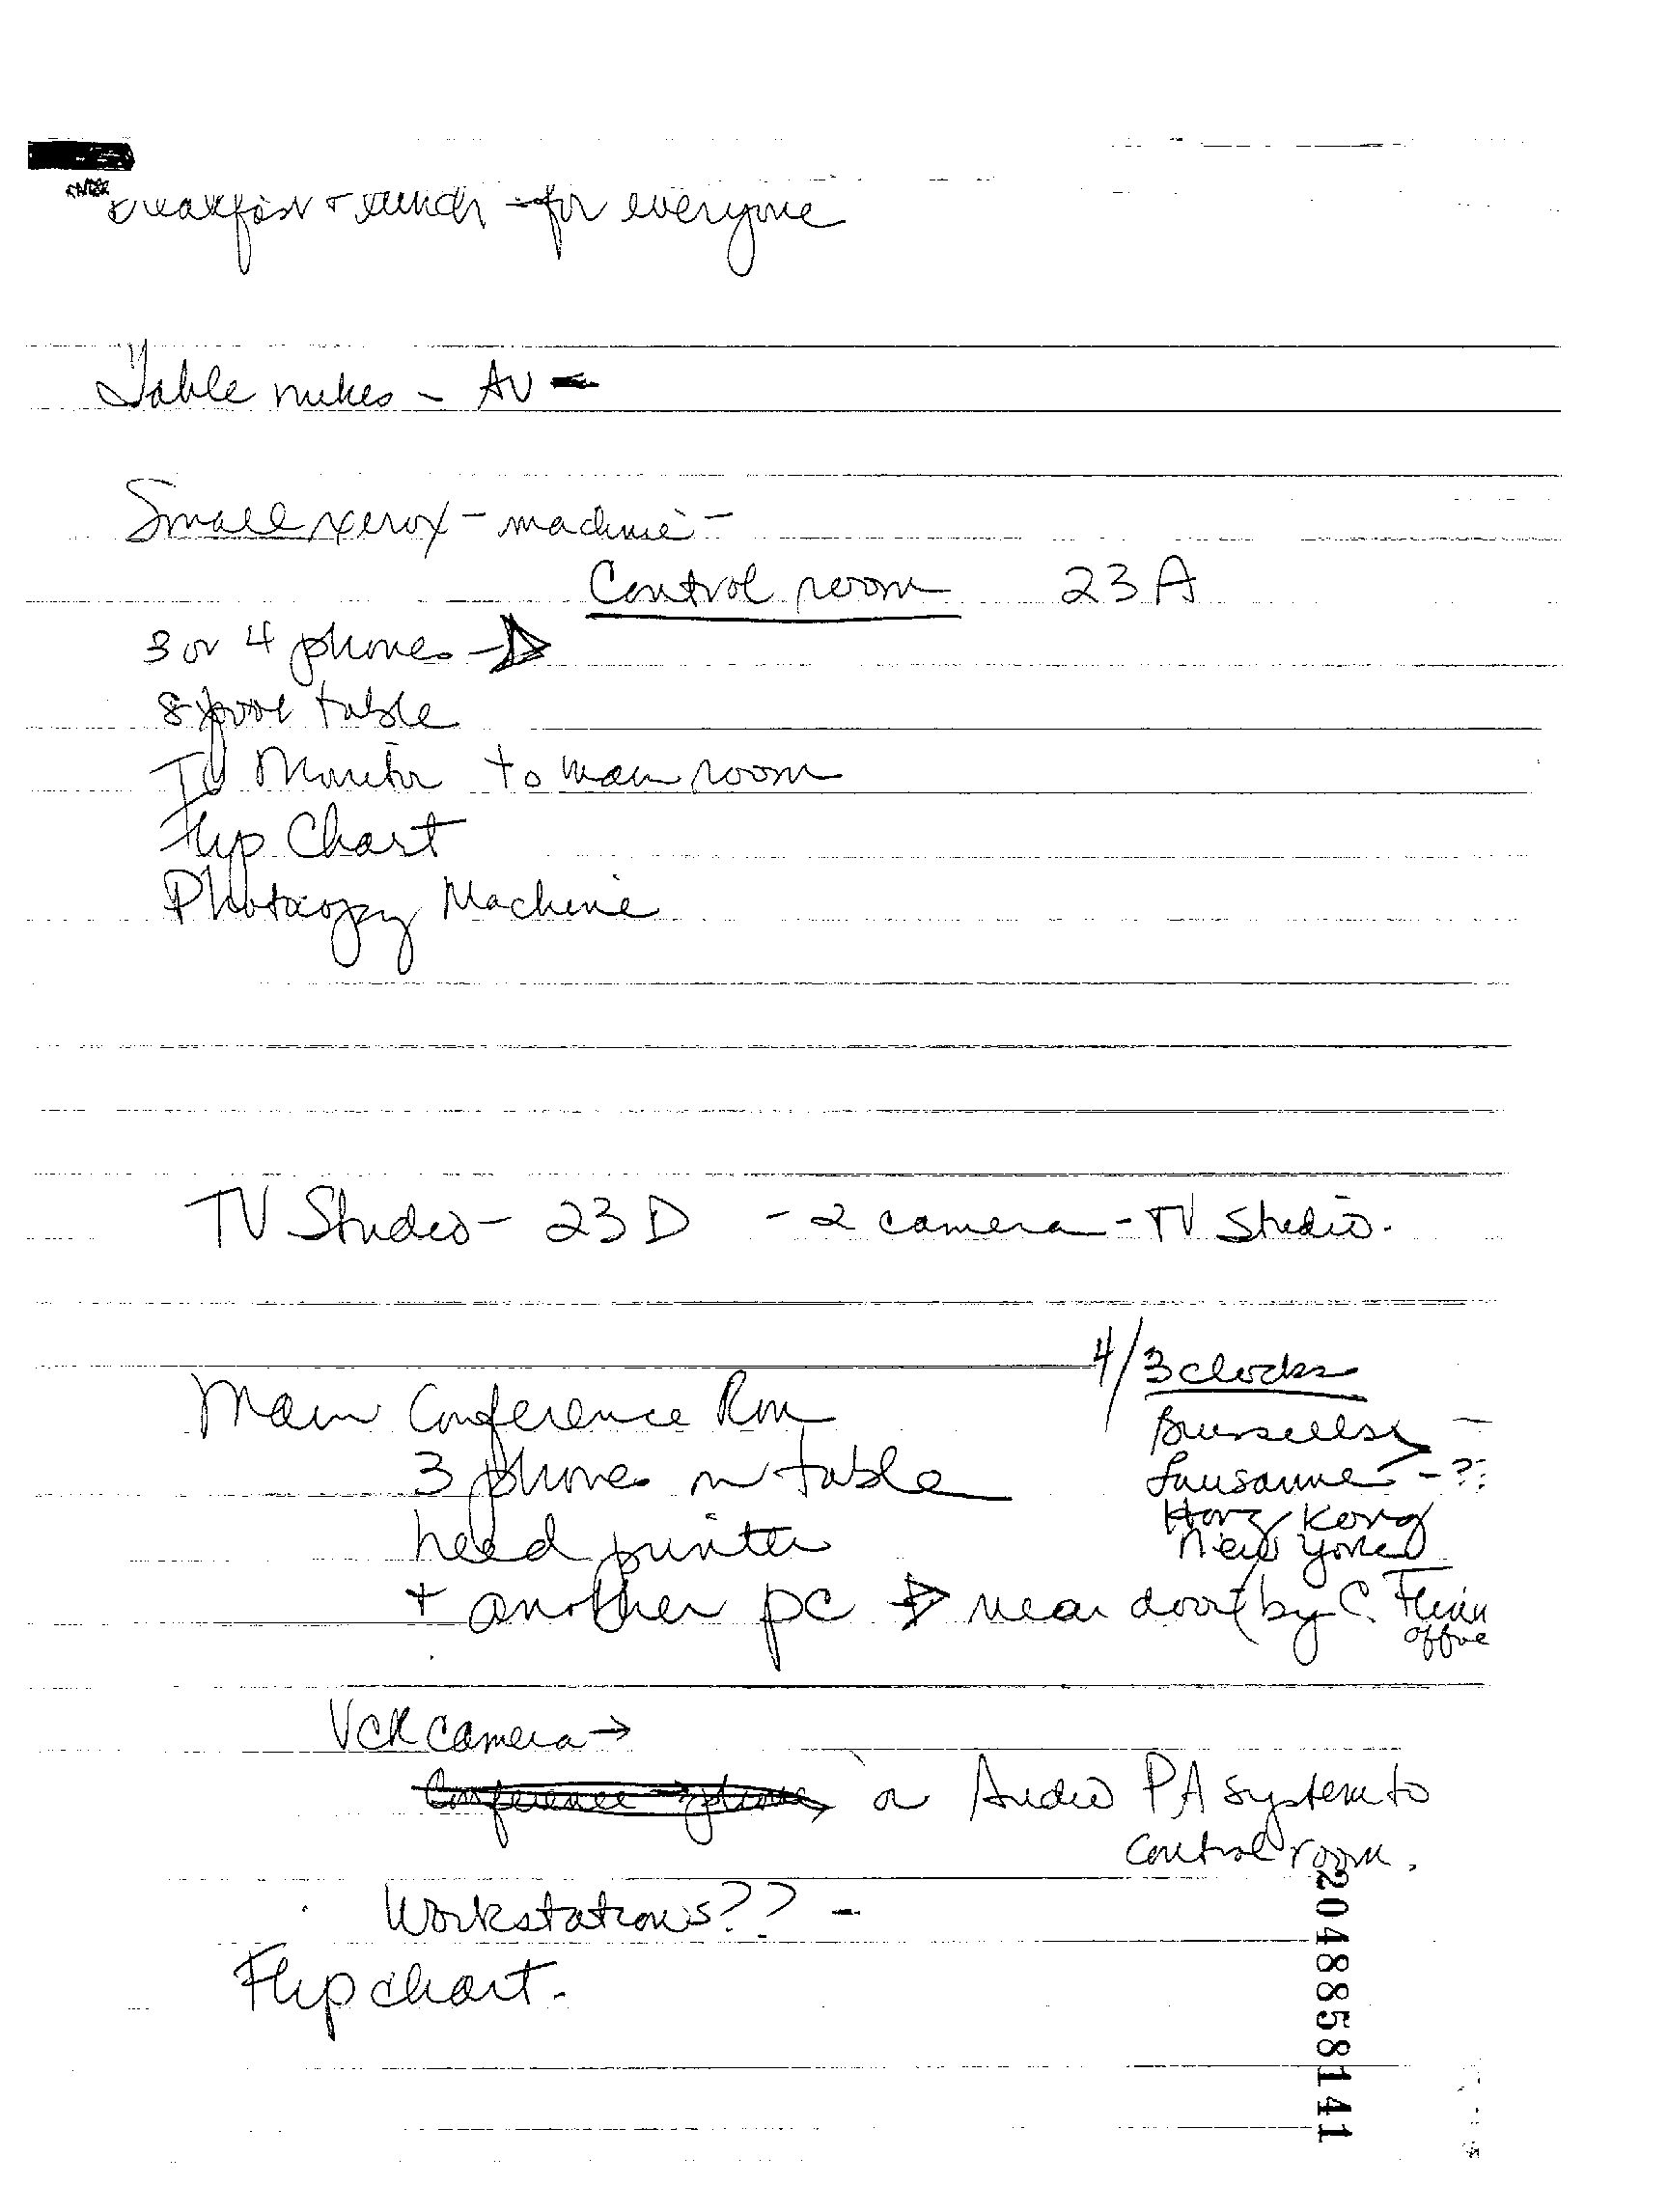 breakfast + lunch - for everyone
Table mikes - AV -
Small xerox - machine -
Control room 23A
3 or 4 phones →
8 foot table
TV Monitor to main room
Flip Chart
Photocopy Machine
TV Studio - 23D - 2 camera - TV Studio.
4/3 clocks
Main Conference Rm
Brussells -
3 phones on table
Lausanne - ??
Hong Kong
need printer
New York
+ another pc → near door (by C.
office
VCR camera →
Conference → phone, or Audio PA system to
control room.
Workstations?? -
Flip chart.
2048858141